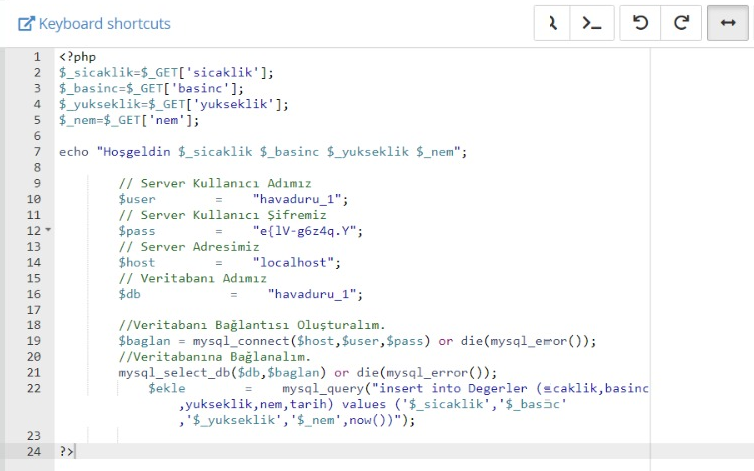 Keyboard shortcuts
1 <?php
2 $_sicaklik=$_GET['sicaklik'];
3 $_basinc=$_GET['basinc'];
4 $_yukseklik=$_GET['yukseklik'];
5 $_nem=$_GET['nem'];
6
7 echo "Hoşgeldin $_sicaklik $_basinc $_yukseklik $_nem";
8
9 // Server Kullanıcı Adımız
10 $user = "havaduru_1";
11 // Server Kullanıcı Şifremiz
12 $pass = "e{lV-g6z4q.Y";
13 // Server Adresimiz
14 $host = "localhost";
15 // Veritabanı Adımız
16 $db = "havaduru_1";
17
18 //Veritabanı Bağlantısı Oluşturalım.
19 $baglan = mysql_connect($host,$user,$pass) or die();
20 //Veritabanına Bağlanalım.
21 mysql_select_db($db,$baglan) or die(mysql_error());
22 $ekle = mysql_query("insert into Degerler (,basinc
,yukseklik,nem,tarih) values ('$_sicaklik',
,'$_yukseklik','$_nem',now())");
23
24 ?>